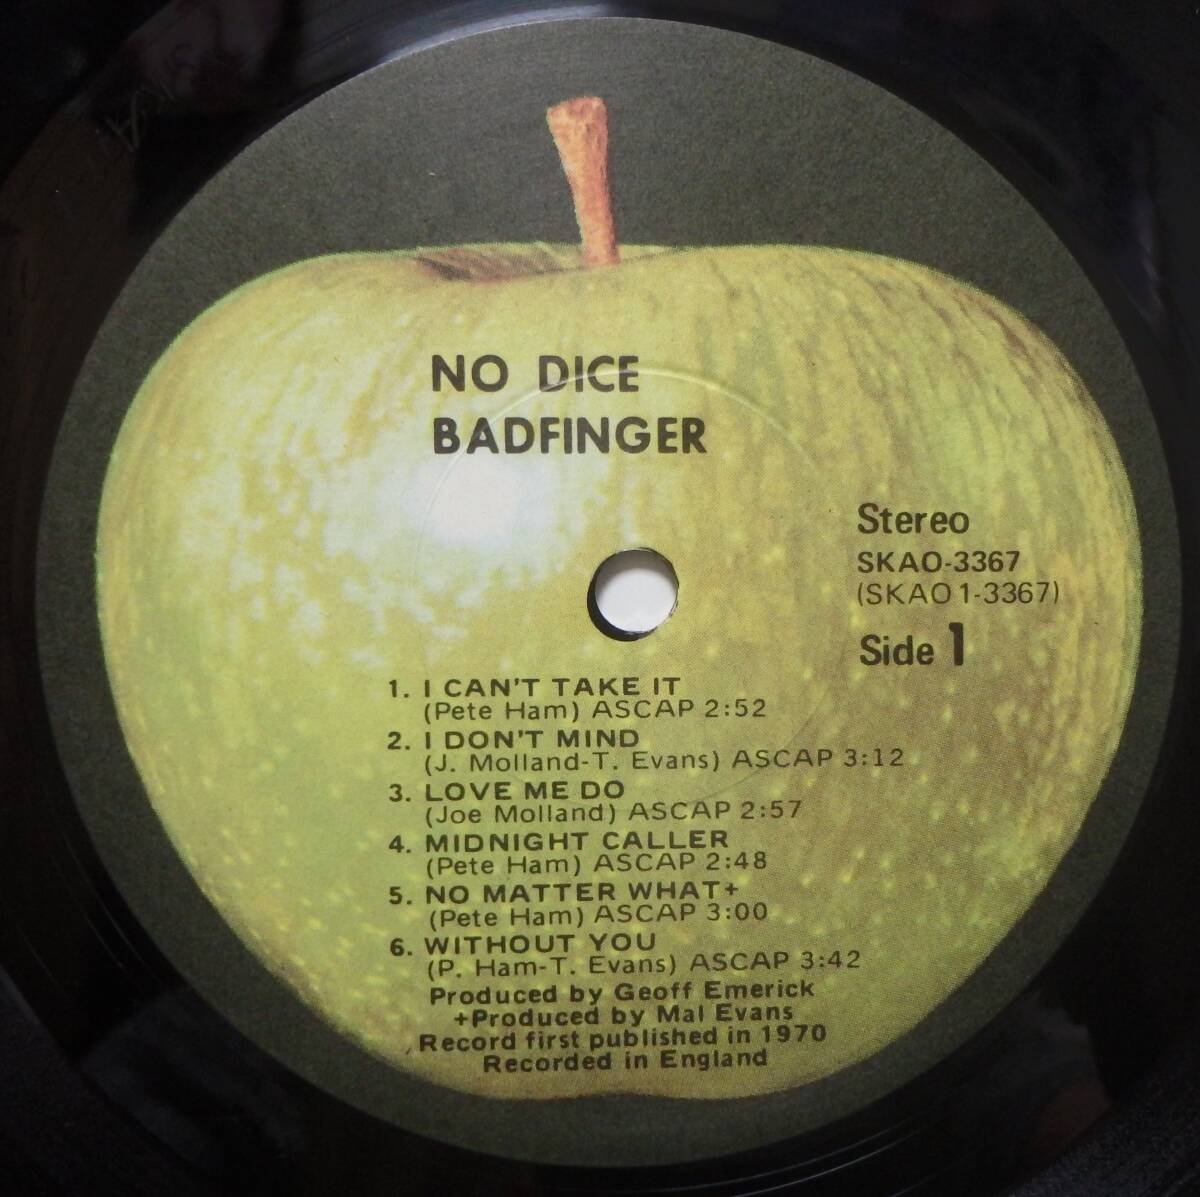 NO DICE
BADFINGER
Stereo
SKAO-3367
(SKAO 1-3367)
Side 1
1. I CAN'T TAKE IT
(Pete Ham) ASCAP 2:52
2. I DON'T MIND
(J. Molland-T. Evans) ASCAP 3:12
3. LOVE ME DO
(Joe Molland) ASCAP 2:57
4. MIDNIGHT CALLER
(Pete Ham) ASCAP 2:48
5. NO MATTER WHAT+
(Pete Ham) ASCAP 3:00
6. WITHOUT YOU
(P. Ham-T. Evans) ASCAP 3:42
Produced by Geoff Emerick
+Produced by Mal Evans
Record first published in 1970
Recorded in England